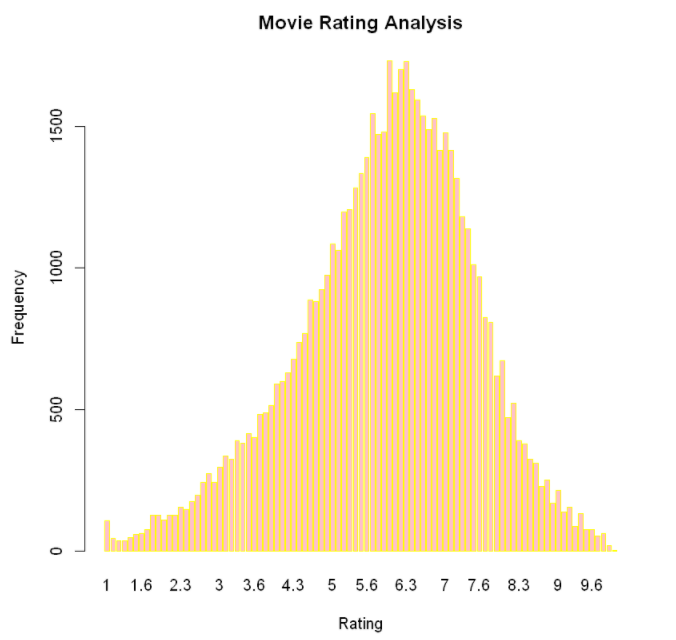 Movie Rating Analysis
1500
1000
500
0
Frequency
1 1.6 2.3 3 3.6 4.3 5 5.6 6.3 7 7.6 8.3 9 9.6
Rating